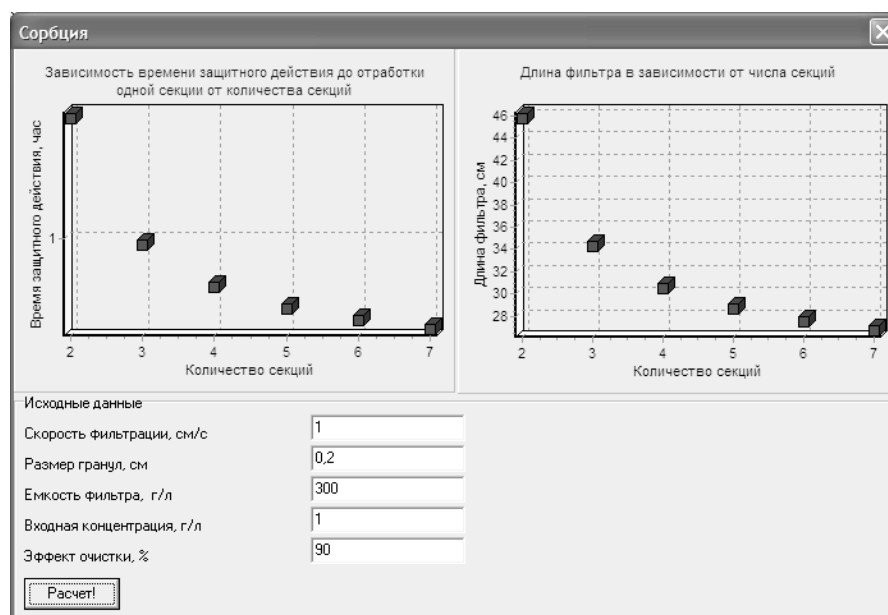 Сорбция
Зависимость времени защитного действия до отработки
одной секции от количества секций
Время защитного действия, час
1
2 3 4 5 6 7
Количество секций
Длина фильтра в зависимости от числа секций
Длина фильтра, см
46
44
42
40
38
36
34
32
30
28
2 3 4 5 6 7
Количество секций
Исходные данные
Скорость фильтрации, см/с 1
Размер гранул, см 0,2
Емкость фильтра, г/л 300
Входная концентрация, г/л 1
Эффект очистки, % 90
Расчет!